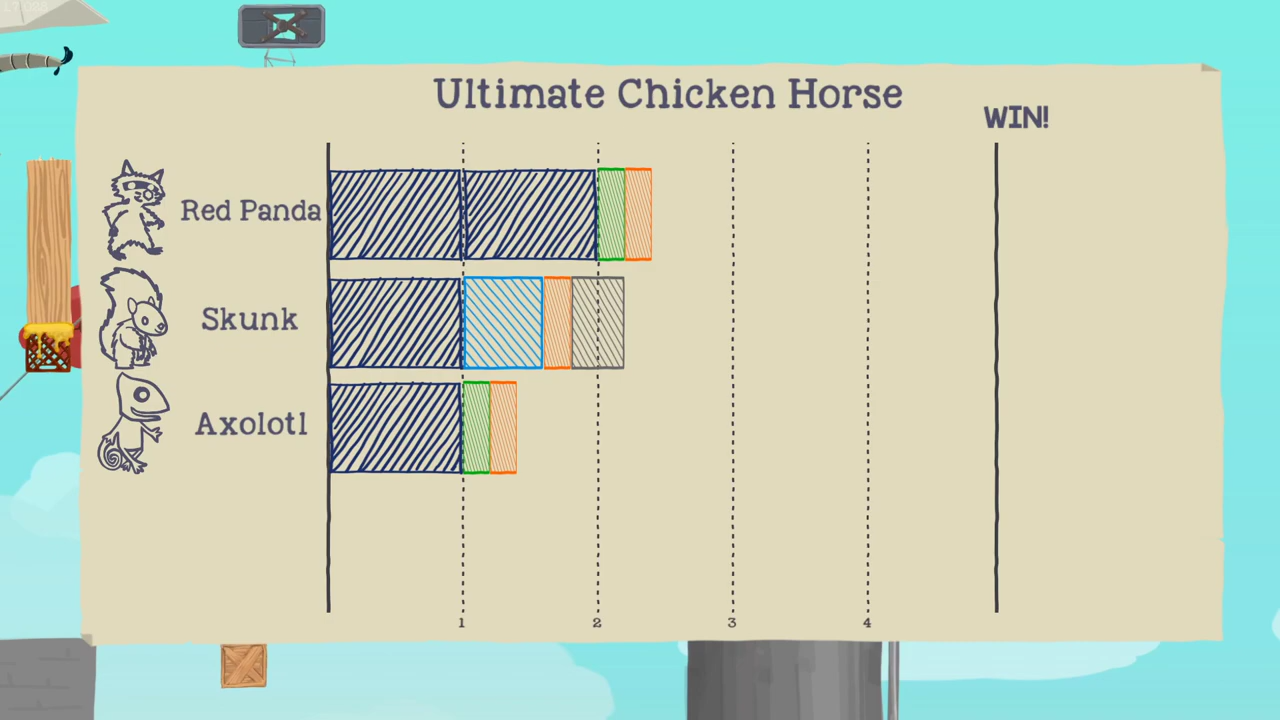 Ultimate Chicken Horse
WIN!
Red Panda
Skunk
Axolotl
1 2 3 4